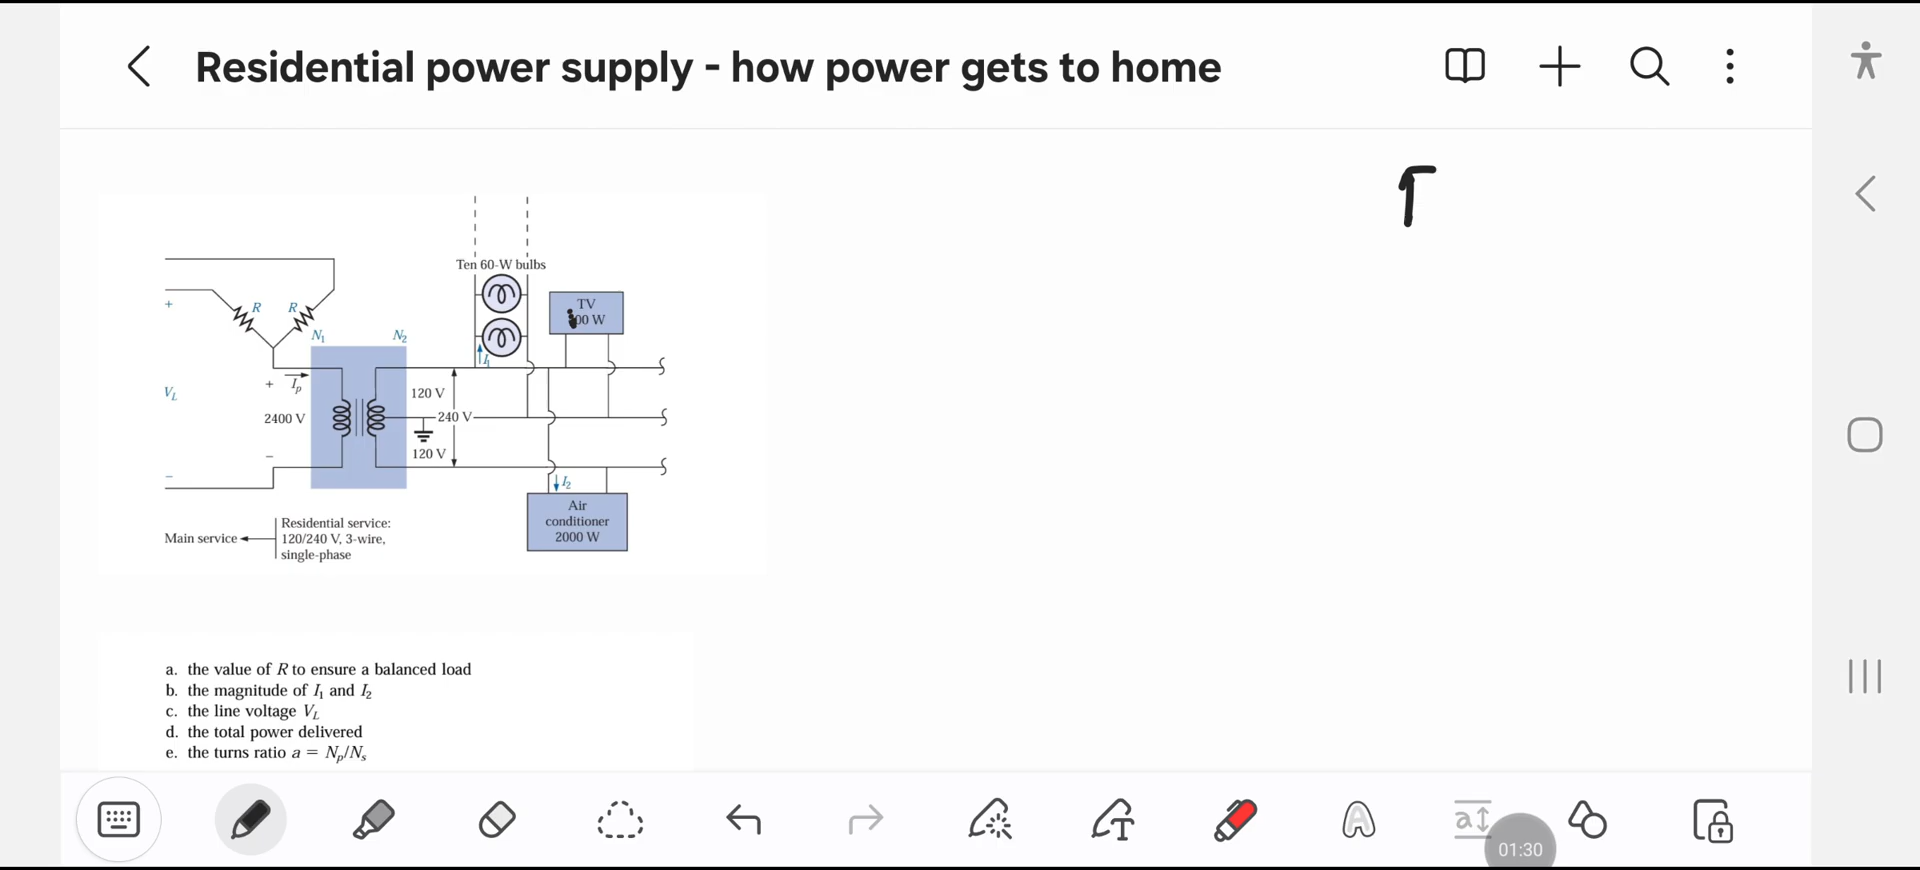 Residential power supply - how power gets to home
Ten 60-W bulbs
TV
00 W
+
R
R
N1
N2
I1
+
Ip
VL
2400 V
120 V
240 V
120 V
−
−
I2
Air
conditioner
2000 W
Main service
Residential service:
120/240 V, 3-wire,
single-phase
a. the value of R to ensure a balanced load
b. the magnitude of I1 and I2
c. the line voltage VL
d. the total power delivered
e. the turns ratio a = Np/Ns
T
A
a
01:30